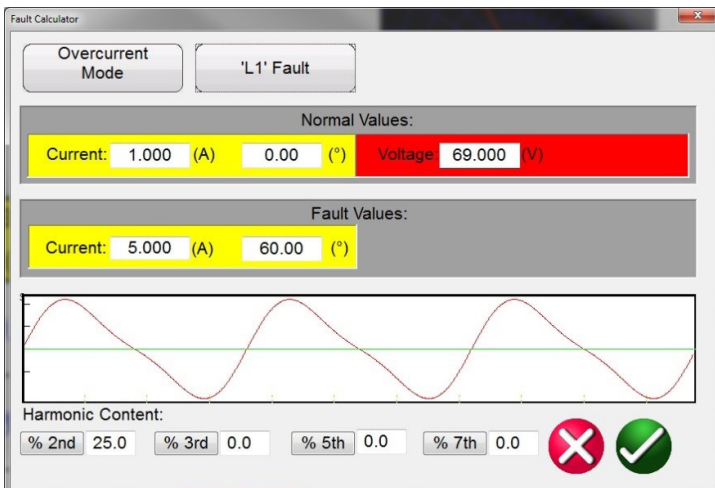 Fault Calculator
Overcurrent
Mode
'L1' Fault
Normal Values:
Current: 1.000 (A) 0.00 (°) Voltage: 69.000 (V)
Fault Values:
Current: 5.000 (A) 60.00 (°)
Harmonic Content:
% 2nd 25.0 % 3rd 0.0 % 5th 0.0 % 7th 0.0